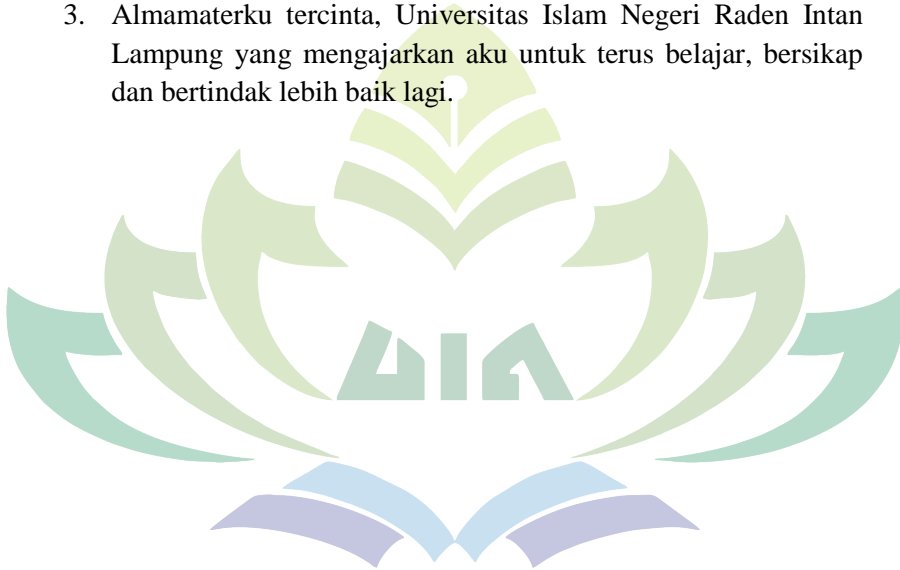 3. Almamaterku tercinta, Universitas Islam Negeri Raden Intan
Lampung yang mengajarkan aku untuk terus belajar, bersikap
dan bertindak lebih baik lagi.
UIN